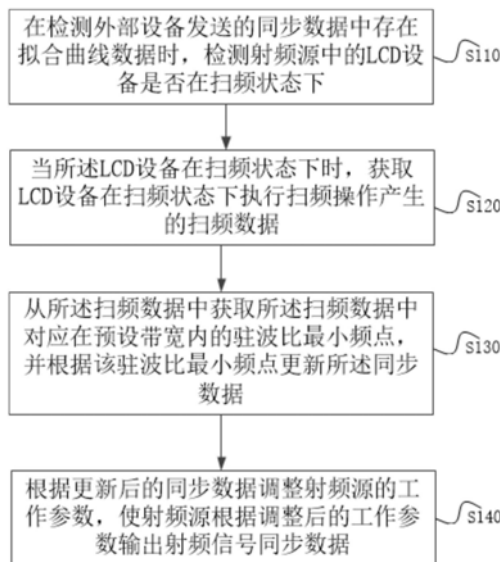 在检测外部设备发送的同步数据中存在
拟合曲线数据时，检测射频源中的LCD设
备是否在扫频状态下
S110
当所述LCD设备在扫频状态下时，获取
LCD设备在扫频状态下执行扫频操作产生
的扫频数据
S120
从所述扫频数据中获取所述扫频数据中
对应在预设带宽内的驻波比最小频点，
并根据该驻波比最小频点更新所述同步
数据
S130
根据更新后的同步数据调整射频源的工
作参数，使射频源根据调整后的工作参
数输出射频信号同步数据
S140